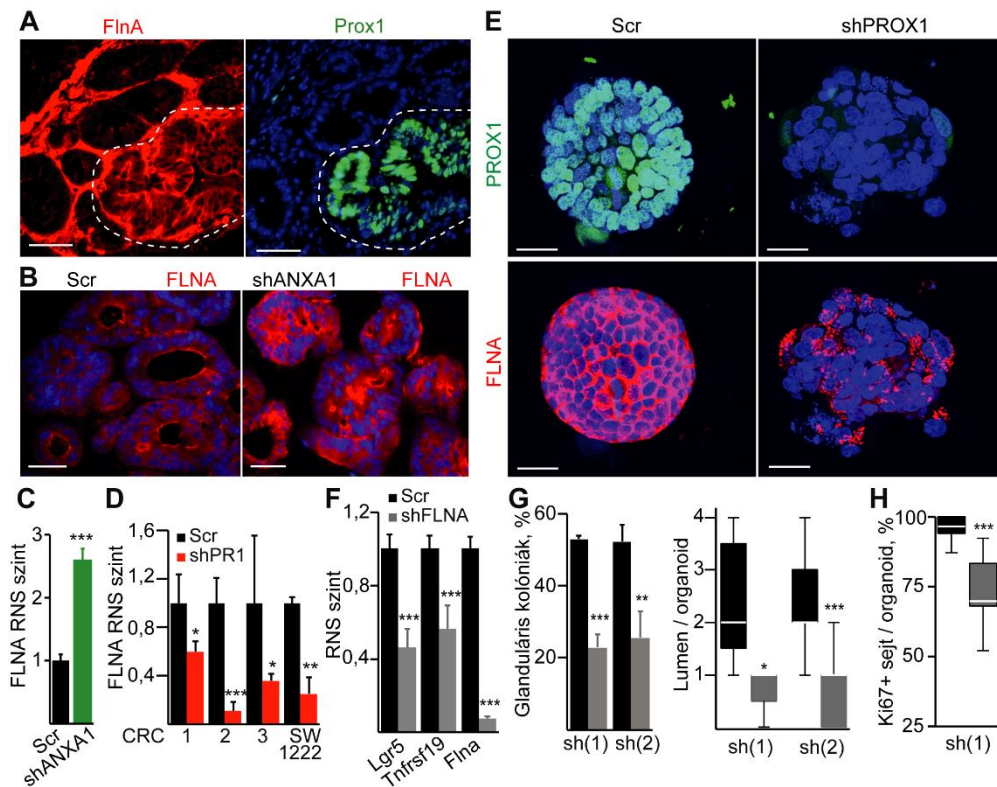 A
FlnA
Prox1
B
Scr
FLNA
shANXA1
FLNA
C
FLNA RNS szint
3
2
1
***
Scr
shANXA1
D
FLNA RNS szint
1,6
1,2
0,8
0,4
Scr
shPR1
*
***
*
**
CRC
1
2
3
SW
1222
E
Scr
shPROX1
PROX1
FLNA
F
RNS szint
1,2
0,8
0,4
Scr
shFLNA
***
***
***
Lgr5
Tnfrsf19
Flna
G
Glanduláris kolóniák, %
60
40
20
***
**
sh(1)
sh(2)
Lumen / organoid
4
3
2
1
*
***
sh(1)
sh(2)
H
Ki67+ sejt / organoid, %
100
75
50
25
***
sh(1)